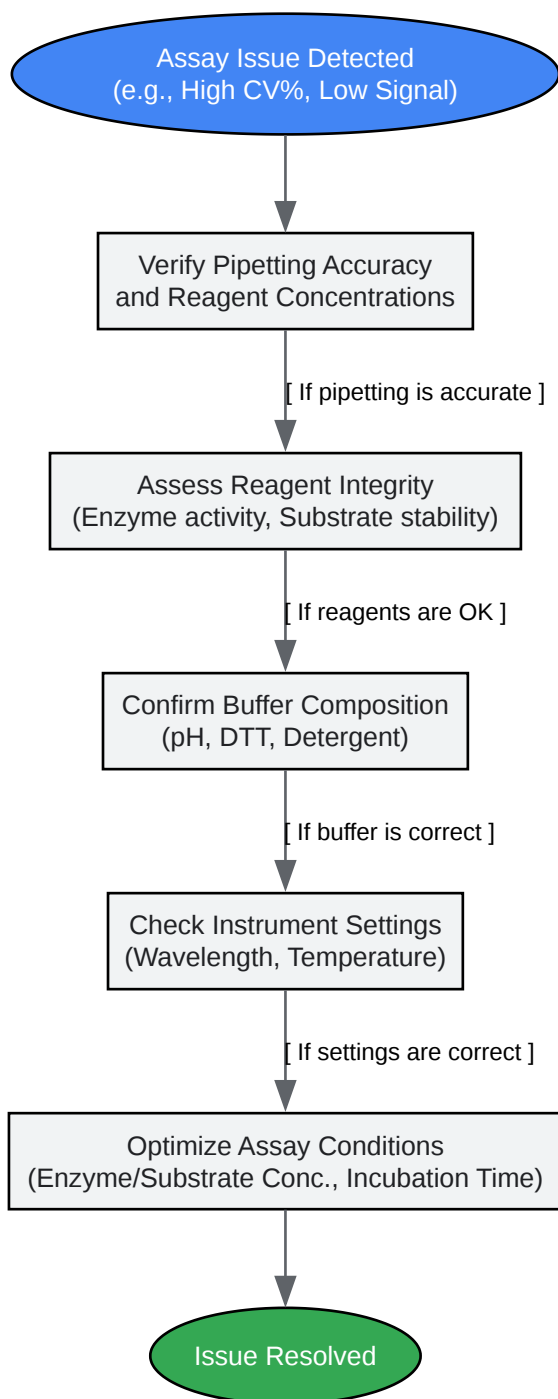 Assay Issue Detected
(e.g., High CV%, Low Signal)
Verify Pipetting Accuracy
and Reagent Concentrations
[ If pipetting is accurate ]
Assess Reagent Integrity
(Enzyme activity, Substrate stability)
[ If reagents are OK ]
Confirm Buffer Composition
(pH, DTT, Detergent)
[ If buffer is correct ]
Check Instrument Settings
(Wavelength, Temperature)
[ If settings are correct ]
Optimize Assay Conditions
(Enzyme/Substrate Conc., Incubation Time)
Issue Resolved